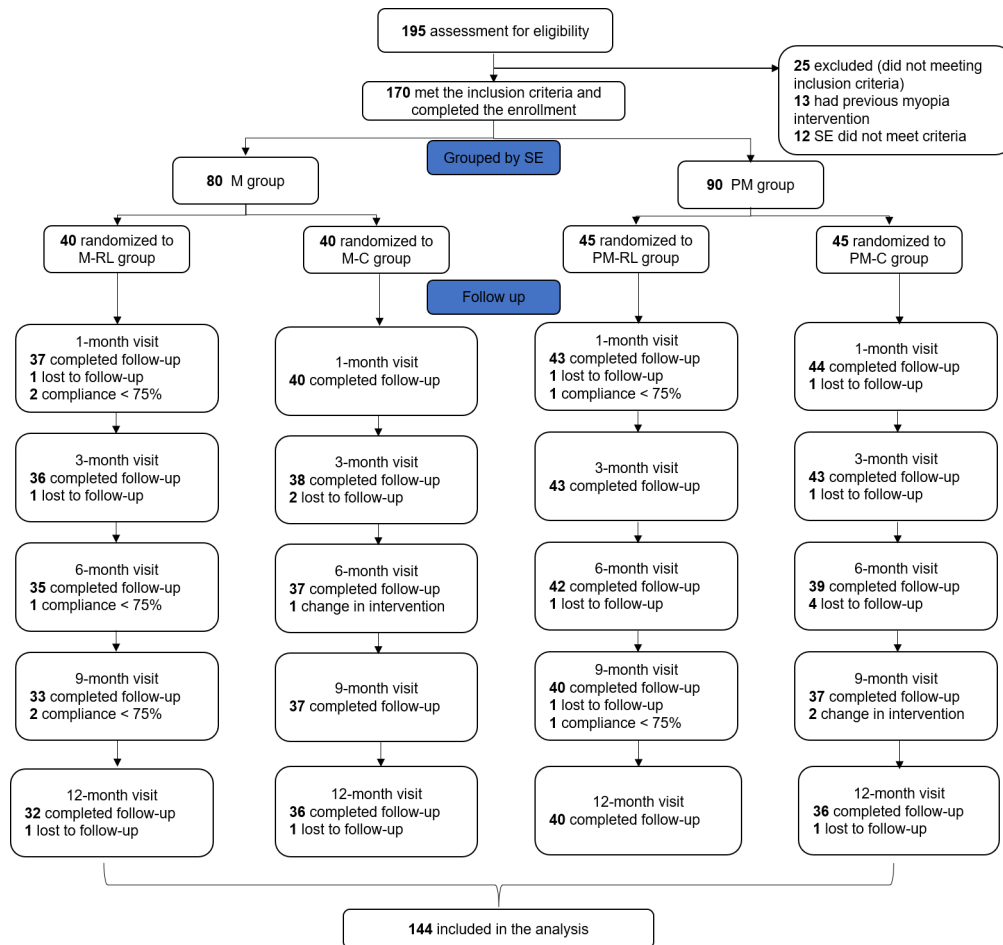 195 assessment for eligibility
25 excluded (did not meeting
inclusion criteria)
13 had previous myopia
intervention
12 SE did not meet criteria
170 met the inclusion criteria and
completed the enrollment
Grouped by SE
80 M group
90 PM group
40 randomized to
M-RL group
40 randomized to
M-C group
45 randomized to
PM-RL group
45 randomized to
PM-C group
Follow up
1-month visit
37 completed follow-up
1 lost to follow-up
2 compliance < 75%
1-month visit
40 completed follow-up
1-month visit
43 completed follow-up
1 lost to follow-up
1 compliance < 75%
1-month visit
44 completed follow-up
1 lost to follow-up
3-month visit
36 completed follow-up
1 lost to follow-up
3-month visit
38 completed follow-up
2 lost to follow-up
3-month visit
43 completed follow-up
3-month visit
43 completed follow-up
1 lost to follow-up
6-month visit
35 completed follow-up
1 compliance < 75%
6-month visit
37 completed follow-up
1 change in intervention
6-month visit
42 completed follow-up
1 lost to follow-up
6-month visit
39 completed follow-up
4 lost to follow-up
9-month visit
33 completed follow-up
2 compliance < 75%
9-month visit
37 completed follow-up
9-month visit
40 completed follow-up
1 lost to follow-up
1 compliance < 75%
9-month visit
37 completed follow-up
2 change in intervention
12-month visit
32 completed follow-up
1 lost to follow-up
12-month visit
36 completed follow-up
1 lost to follow-up
12-month visit
40 completed follow-up
12-month visit
36 completed follow-up
1 lost to follow-up
144 included in the analysis